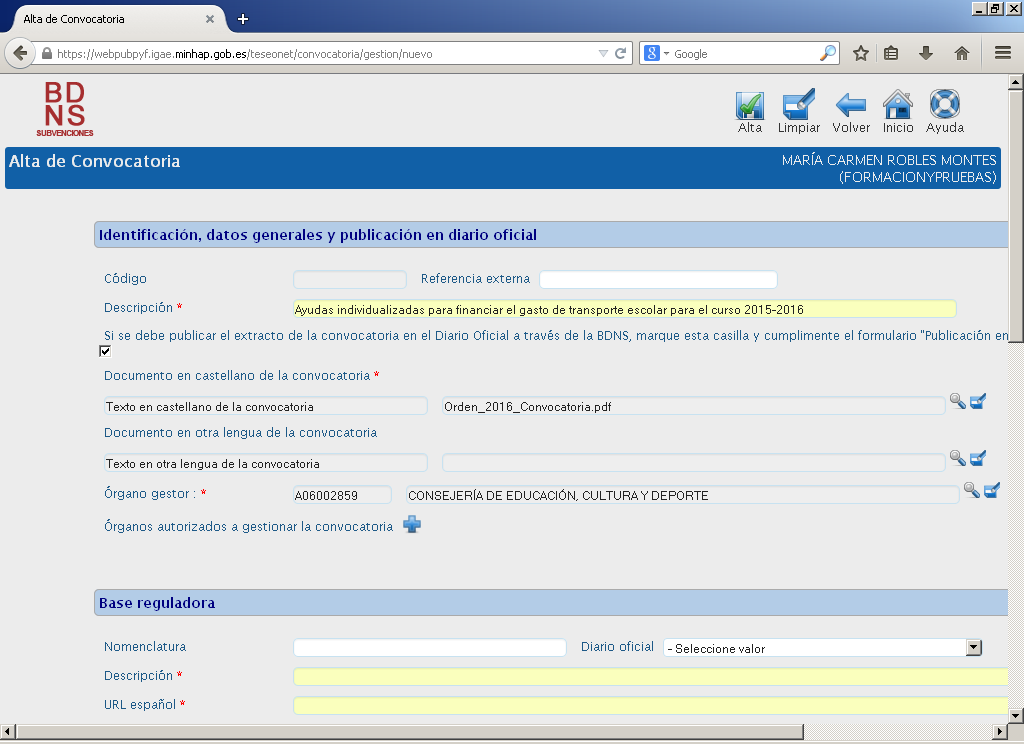 Alta de Convocatoria
https://webpubpyf.igae.minhap.gob.es/teseonet/convocatoria/gestion/nuevo
Google
BD
NS
SUBVENCIONES
Alta Limpiar Volver Inicio Ayuda
Alta de Convocatoria MARÍA CARMEN ROBLES MONTES
(FORMACIONYPRUEBAS)
Identificación, datos generales y publicación en diario oficial
Código Referencia externa
Descripción * Ayudas individualizadas para financiar el gasto de transporte escolar para el curso 2015-2016
Si se debe publicar el extracto de la convocatoria en el Diario Oficial a través de la BDNS, marque esta casilla y cumplimente el formulario "Publicación en
Documento en castellano de la convocatoria *
Texto en castellano de la convocatoria Orden_2016_Convocatoria.pdf
Documento en otra lengua de la convocatoria
Texto en otra lengua de la convocatoria
Órgano gestor : * A06002859 CONSEJERÍA DE EDUCACIÓN, CULTURA Y DEPORTE
Órganos autorizados a gestionar la convocatoria
Base reguladora
Nomenclatura Diario oficial - Seleccione valor
Descripción *
URL español *